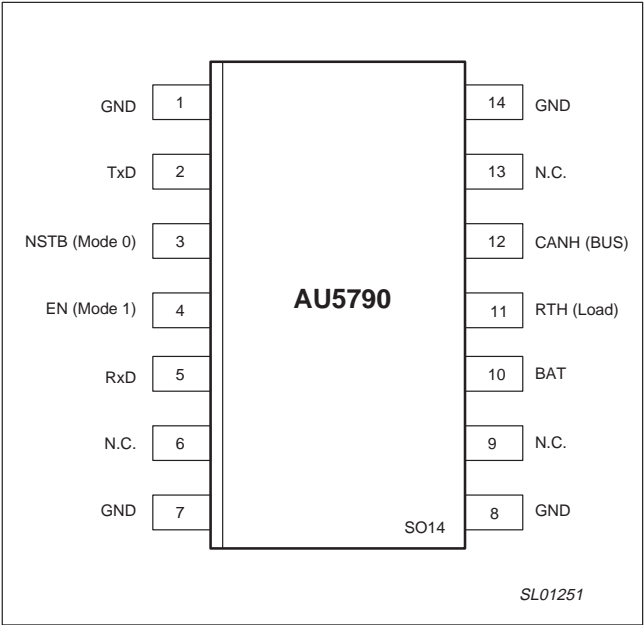 GND 1 14 GND
TxD 2 13 N.C.
NSTB (Mode 0) 3 12 CANH (BUS)
EN (Mode 1) 4 AU5790 11 RTH (Load)
RxD 5 10 BAT
N.C. 6 9 N.C.
GND 7 8 GND
SO14
SL01251